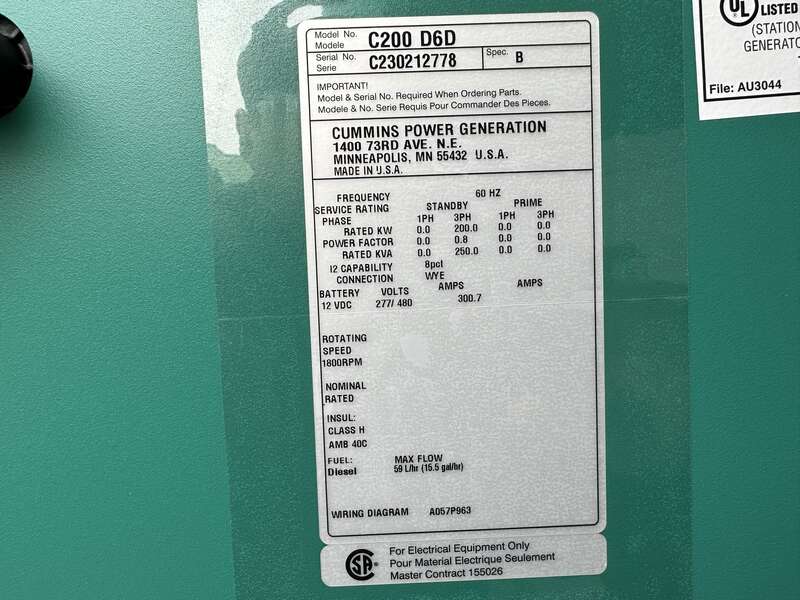 Model No. C200 D6D
Modele
Serial No. C230212778 Spec. B
Serie
IMPORTANT!
Model & Serial No. Required When Ordering Parts.
Modele & No. Serie Requis Pour Commander Des Pieces.
CUMMINS POWER GENERATION
1400 73RD AVE. N.E.
MINNEAPOLIS, MN 55432 U.S.A.
MADE IN U.S.A.
FREQUENCY 60 HZ
SERVICE RATING STANDBY PRIME
PHASE 1PH 3PH 1PH 3PH
RATED KW 0.0 200.0 0.0 0.0
POWER FACTOR 0.0 0.8 0.0 0.0
RATED KVA 0.0 250.0 0.0 0.0
I2 CAPABILITY 8pct
CONNECTION WYE
BATTERY VOLTS AMPS AMPS
12 VDC 277/ 480 300.7
ROTATING
SPEED
1800RPM
NOMINAL
RATED
INSUL:
CLASS H
AMB 40C
FUEL: MAX FLOW
Diesel 59 L/hr (15.5 gal/hr)
WIRING DIAGRAM A057P963
SA For Electrical Equipment Only
Pour Material Electrique Seulement
Master Contract 155026
UL LISTED
(STATION
GENERATO
File: AU3044